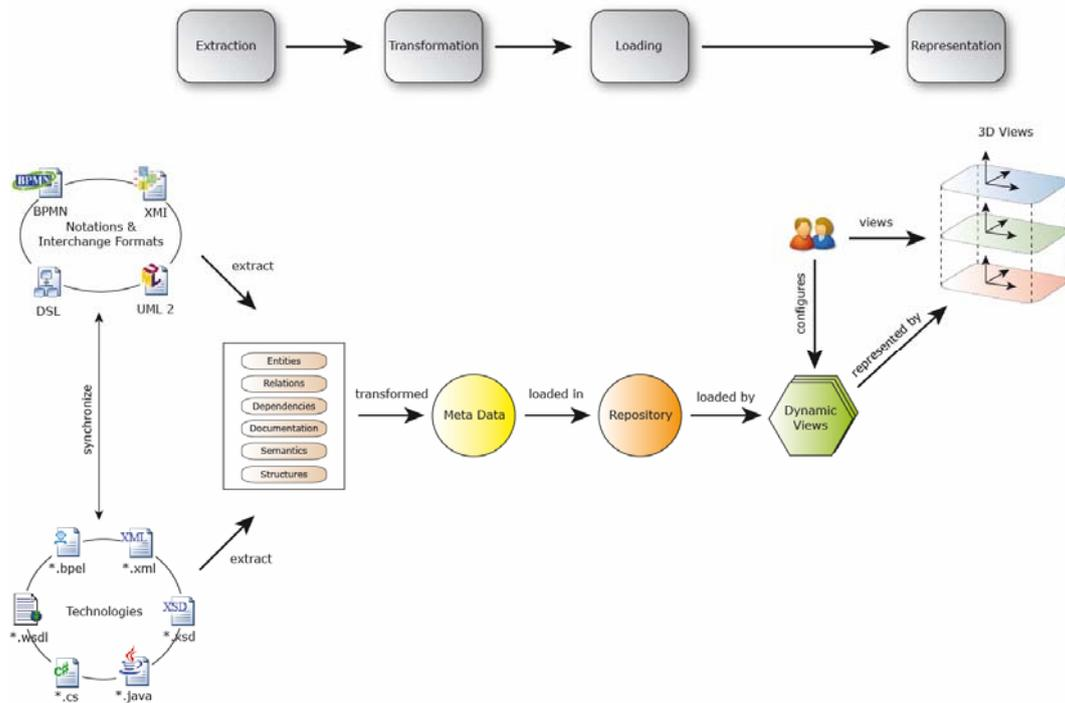 Extraction
Transformation
Loading
Representation
3D Views
BPMN
BPMN
XMI
Notations &
Interchange Formats
DSL
UML 2
extract
views
configures
represented by
synchronize
Entities
Relations
Dependencies
Documentation
Semantics
Structures
transformed
Meta Data
loaded in
Repository
loaded by
Dynamic
Views
extract
XML
*.bpel
*.xml
Technologies
XSD
*.wsdl
*.xsd
C#
*.cs
*.java